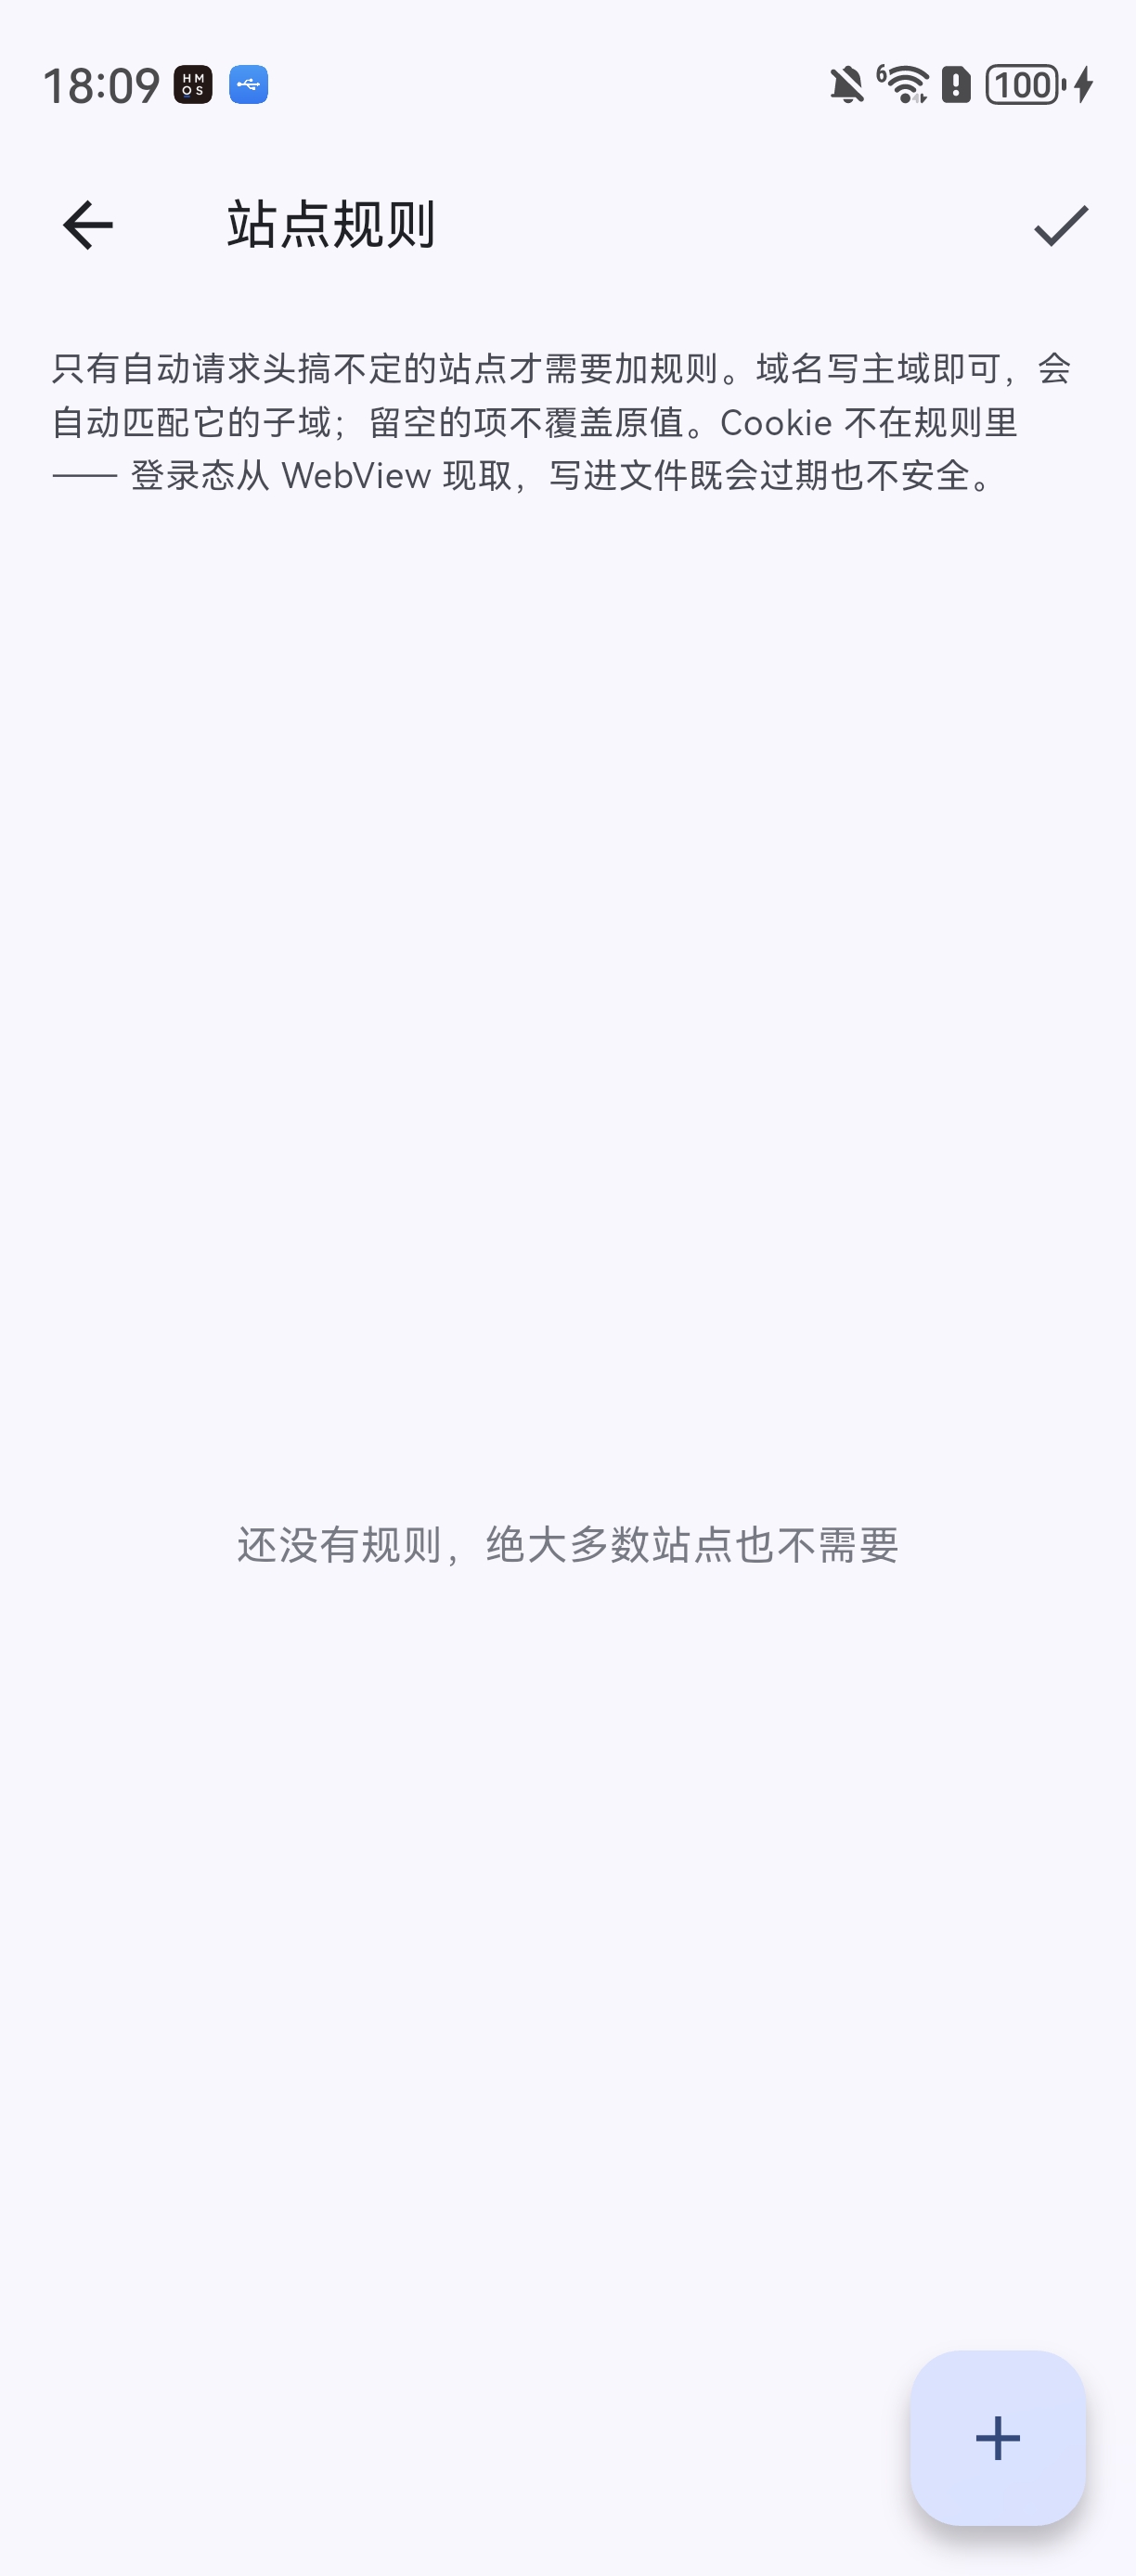 18:09
HM
OS
6
100
站点规则
只有自动请求头搞不定的站点才需要加规则。域名写主域即可，会
自动匹配它的子域；留空的项不覆盖原值。Cookie 不在规则里
—— 登录态从 WebView 现取，写进文件既会过期也不安全。
还没有规则，绝大多数站点也不需要